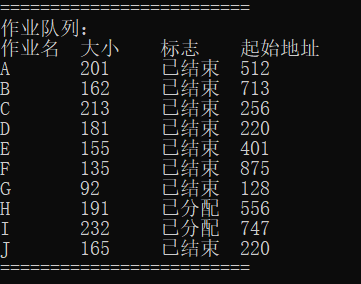 =========================
作业队列：
作业名 大小 标志 起始地址
A 201 已结束 512
B 162 已结束 713
C 213 已结束 256
D 181 已结束 220
E 155 已结束 401
F 135 已结束 875
G 92 已结束 128
H 191 已分配 556
I 232 已分配 747
J 165 已结束 220
=========================